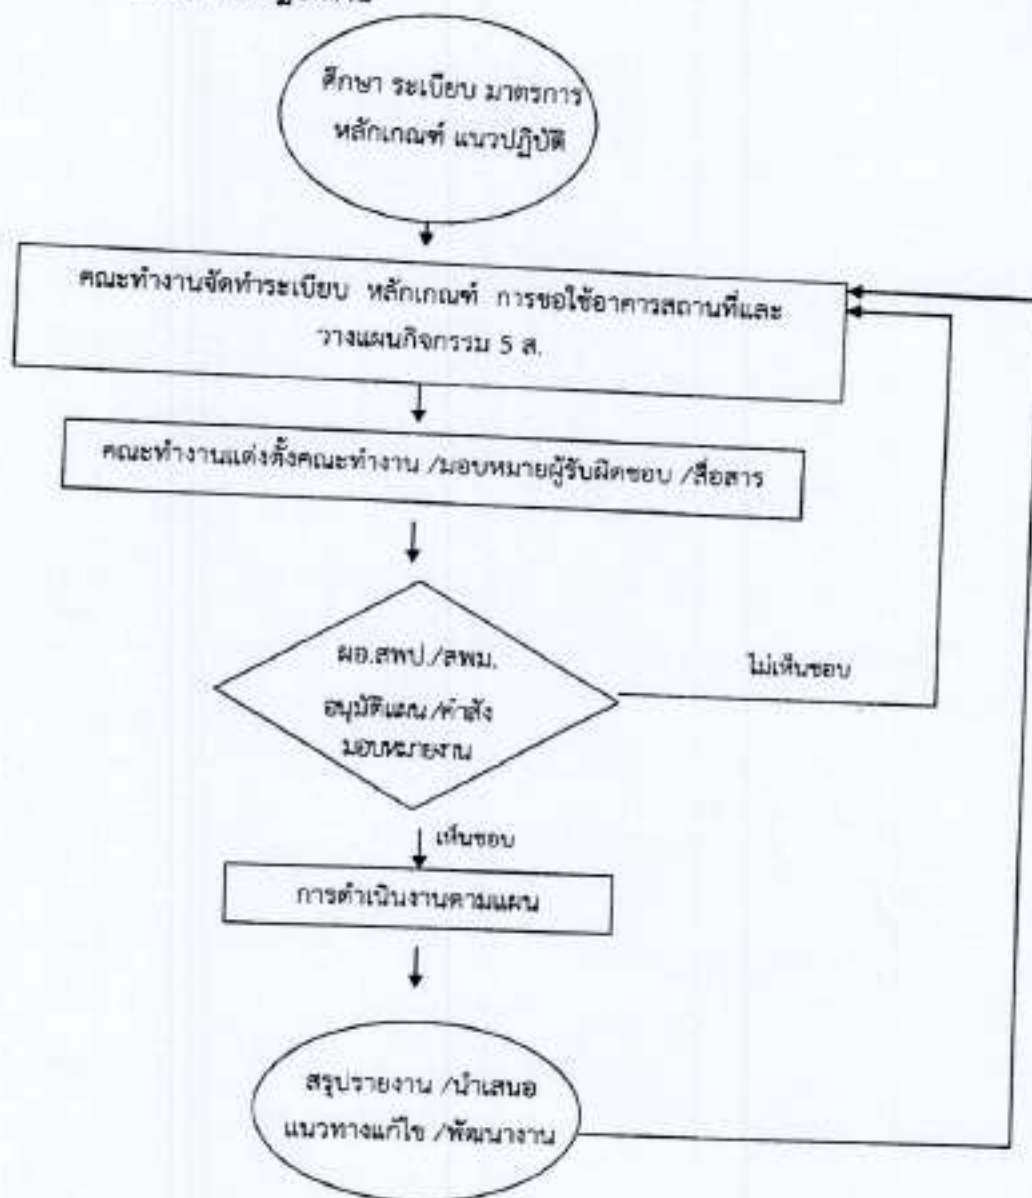 ศึกษา ระเบียบ มาตรการ
หลักเกณฑ์ แนวปฏิบัติ
คณะทำงานจัดทำระเบียบ หลักเกณฑ์ การขอใช้อาคารสถานที่และ
วางแผนกิจกรรม 5 ส.
คณะทำงานแต่งตั้งคณะทำงาน /มอบหมายผู้รับผิดชอบ /สื่อสาร
ผอ.สพป./สพม.
อนุมัติแผน /คำสั่ง
มอบหมายงาน
ไม่เห็นชอบ
เห็นชอบ
การดำเนินงานตามแผน
สรุปรายงาน /นำเสนอ
แนวทางแก้ไข /พัฒนางาน